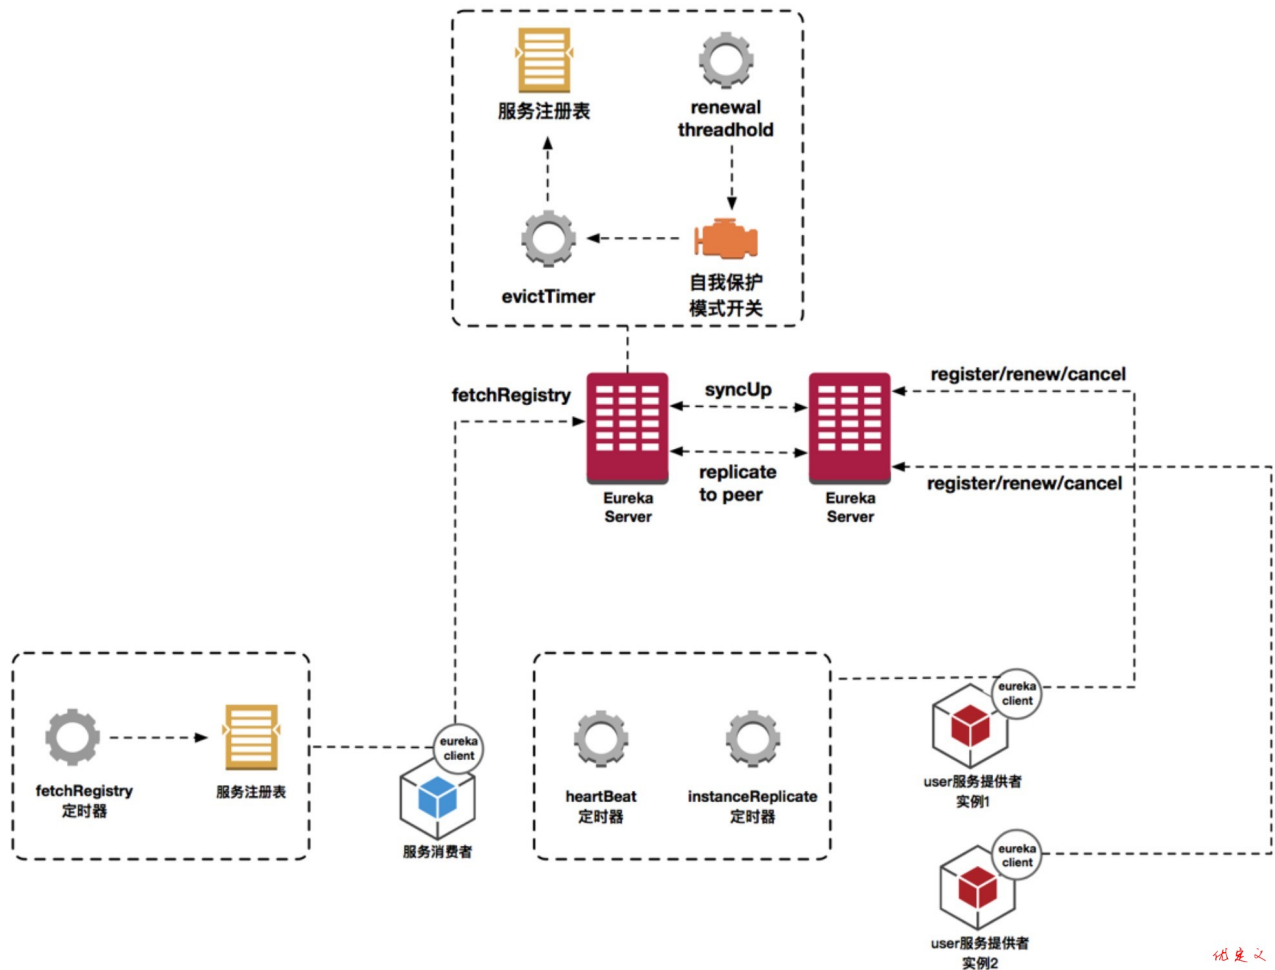 服务注册表
renewal
threadhold
evictTimer
自我保护
模式开关
fetchRegistry
syncUp
register/renew/cancel
replicate
to peer
register/renew/cancel
Eureka
Server
Eureka
Server
fetchRegistry
定时器
服务注册表
eureka
client
服务消费者
heartBeat
定时器
instanceReplicate
定时器
eureka
client
user服务提供者
实例1
eureka
client
user服务提供者
实例2
优定义